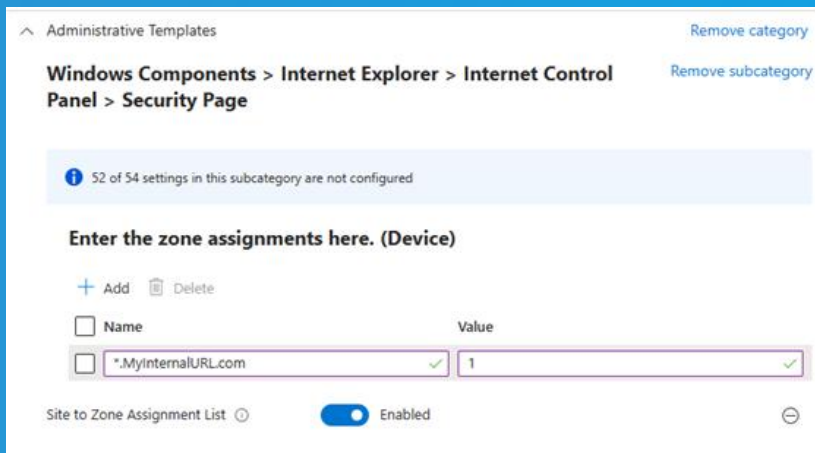 Administrative Templates
Remove category
Windows Components > Internet Explorer > Internet Control
Panel > Security Page
Remove subcategory
52 of 54 settings in this subcategory are not configured
Enter the zone assignments here. (Device)
Add Delete
Name Value
*.MyInternalURL.com 1
Site to Zone Assignment List Enabled